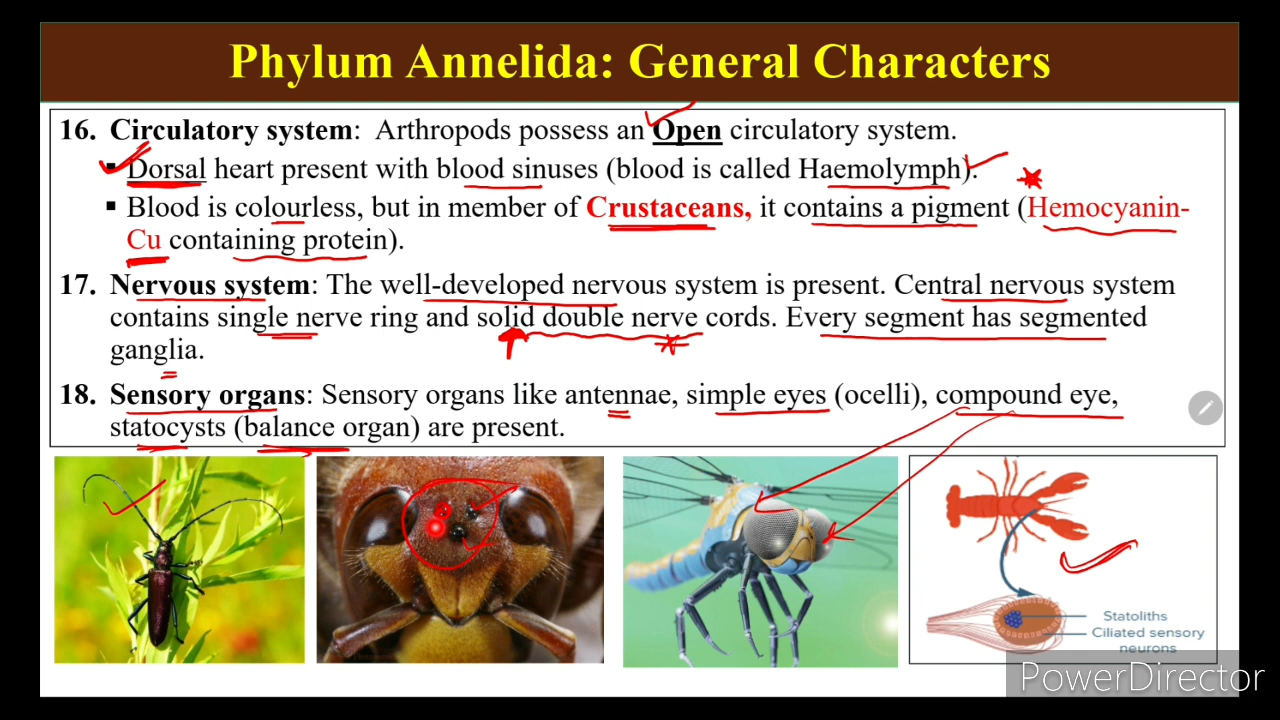 Phylum Annelida: General Characters
16. Circulatory system: Arthropods possess an Open circulatory system.
▪ Dorsal heart present with blood sinuses (blood is called Haemolymph).
▪ Blood is colourless, but in member of Crustaceans, it contains a pigment (Hemocyanin-
Cu containing protein).
17. Nervous system: The well-developed nervous system is present. Central nervous system
contains single nerve ring and solid double nerve cords. Every segment has segmented
ganglia.
18. Sensory organs: Sensory organs like antennae, simple eyes (ocelli), compound eye,
statocysts (balance organ) are present.
Statoliths
Ciliated sensory
neurons
PowerDirector